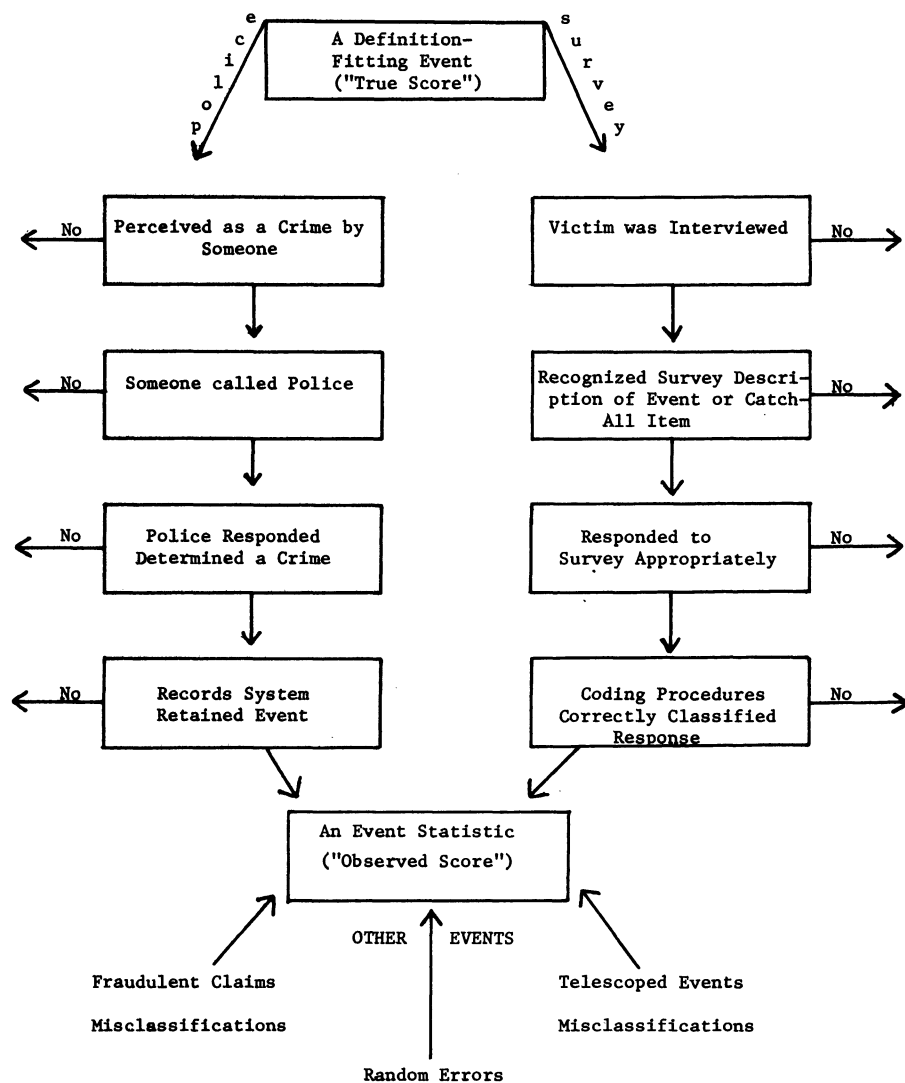 police
survey
A Definition-
Fitting Event
("True Score")
No
Perceived as a Crime by
Someone
Victim was Interviewed
No
No
Someone called Police
Recognized Survey Descri-
ption of Event or Catch-
All Item
No
No
Police Responded
Determined a Crime
Responded to
Survey Appropriately
No
No
Records System
Retained Event
Coding Procedures
Correctly Classified
Response
No
An Event Statistic
("Observed Score")
OTHER EVENTS
Fraudulent Claims
Misclassifications
Telescoped Events
Misclassifications
Random Errors